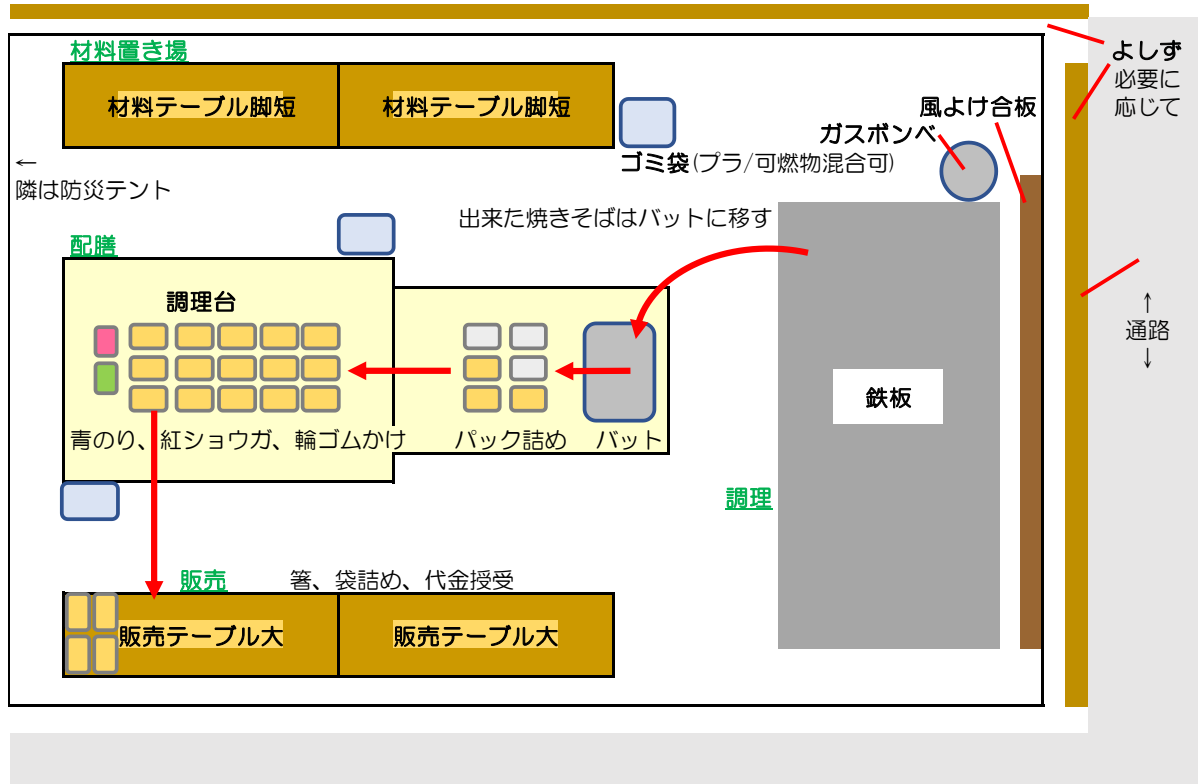 材料置き場
材料テーブル脚短
材料テーブル脚短
よしず
必要に
応じて
風よけ合板
ガスボンベ
ゴミ袋(プラ/可燃物混合可)
←
隣は防災テント
出来た焼きそばはバットに移す
配膳
調理台
↑
通路
↓
鉄板
青のり、紅ショウガ、輪ゴムかけ
パック詰め
バット
調理
販売
箸、袋詰め、代金授受
販売テーブル大
販売テーブル大